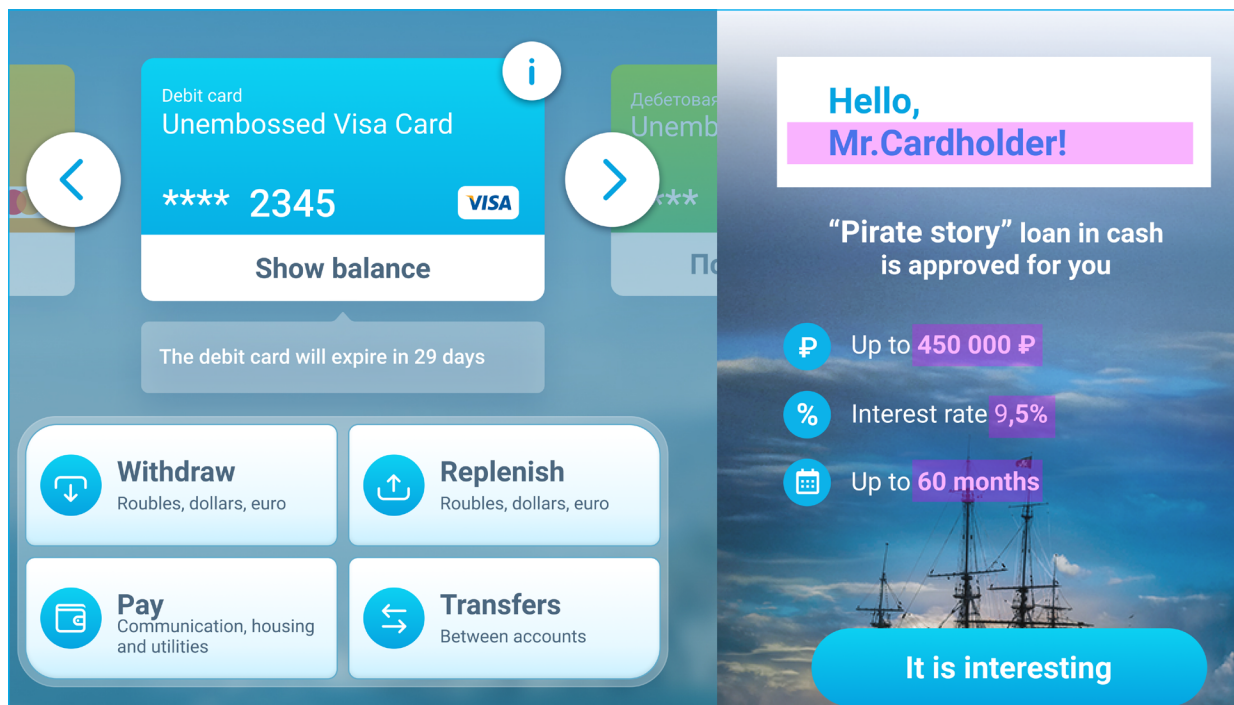 Debit card
Unembossed Visa Card
**** 2345
VISA
Show balance
The debit card will expire in 29 days
Дебетовая
Unemb
***
Withdraw
Roubles, dollars, euro
Replenish
Roubles, dollars, euro
Pay
Communication, housing
and utilities
Transfers
Between accounts
Hello,
Mr.Cardholder!
“Pirate story” loan in cash
is approved for you
₽
Up to 450 000 ₽
%
Interest rate 9,5%
Up to 60 months
It is interesting